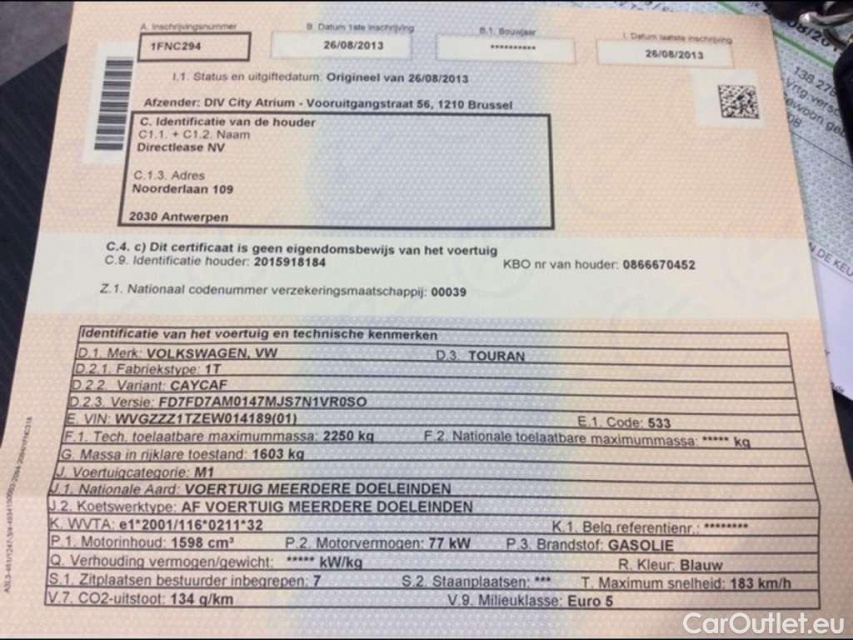 A. Inschrijvingsnummer
1FNC294
B. Datum 1ste inschrijving
26/08/2013
B.1. Bouwjaar
**********
I. Datum laatste inschrijving
26/08/2013
I.1. Status en uitgiftedatum: Origineel van 26/08/2013
Afzender: DIV City Atrium - Vooruitgangstraat 56, 1210 Brussel
C. Identificatie van de houder
C1.1. + C1.2. Naam
Directlease NV
C.1.3. Adres
Noorderlaan 109
2030 Antwerpen
C.4. c) Dit certificaat is geen eigendomsbewijs van het voertuig
C.9. Identificatie houder: 2015918184 KBO nr van houder: 0866670452
Z.1. Nationaal codenummer verzekeringsmaatschappij: 00039
Identificatie van het voertuig en technische kenmerken
D.1. Merk: VOLKSWAGEN, VW D.3. TOURAN
D.2.1. Fabriekstype: 1T
D.2.2. Variant: CAYCAF
D.2.3. Versie: FD7FD7AM0147MJS7N1VR0SO
E. VIN: WVGZZZ1TZEW014189(01) E.1. Code: 533
F.1. Tech. toelaatbare maximummassa: 2250 kg F.2. Nationale toelaatbare maximummassa: ***** kg
G. Massa in rijklare toestand: 1603 kg
J. Voertuigcategorie: M1
J.1. Nationale Aard: VOERTUIG MEERDERE DOELEINDEN
J.2. Koetswerktype: AF VOERTUIG MEERDERE DOELEINDEN
K. WVTA: e1*2001/116*0211*32 K.1. Belg.referentienr.: ********
P.1. Motorinhoud: 1598 cm³ P.2. Motorvermogen: 77 kW P.3. Brandstof: GASOLIE
Q. Verhouding vermogen/gewicht: ***** kW/kg R. Kleur: Blauw
S.1. Zitplaatsen bestuurder inbegrepen: 7 S.2. Staanplaatsen: *** T. Maximum snelheid: 183 km/h
V.7. CO2-uitstoot: 134 g/km V.9. Milieuklasse: Euro 5
CarOutlet.eu